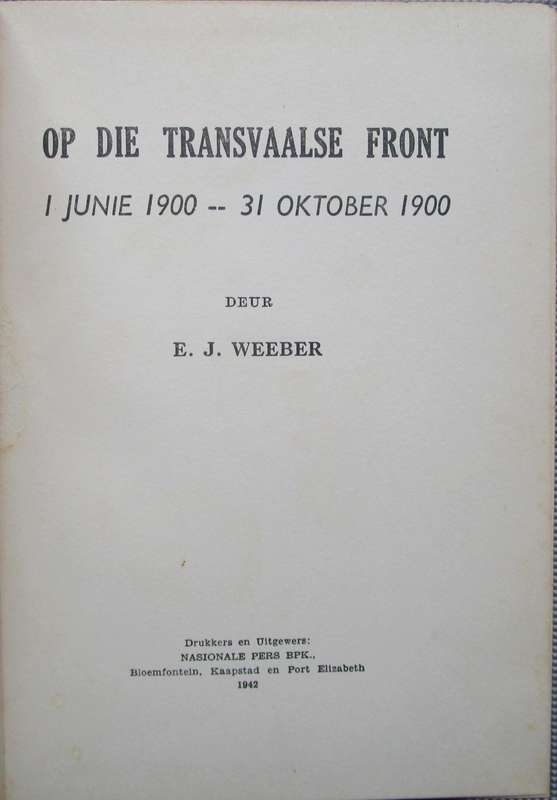 OP DIE TRANSVAALSE FRONT
1 JUNIE 1900 -- 31 OKTOBER 1900
DEUR
E. J. WEEBER
Drukkers en Uitgewers:
NASIONALE PERS BPK.,
Bloemfontein, Kaapstad en Port Elizabeth
1942